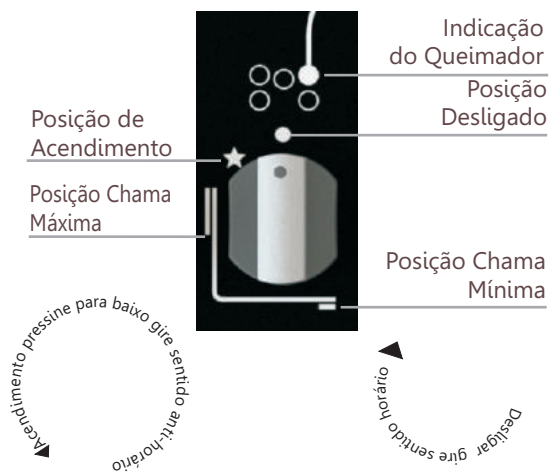 Indicação
do Queimador
Posição
Desligado
Posição de
Acendimento
Posição Chama
Máxima
Posição Chama
Mínima
Acendimento pressine para baixo gire sentido anti-horário
Desligar gire sentido horário